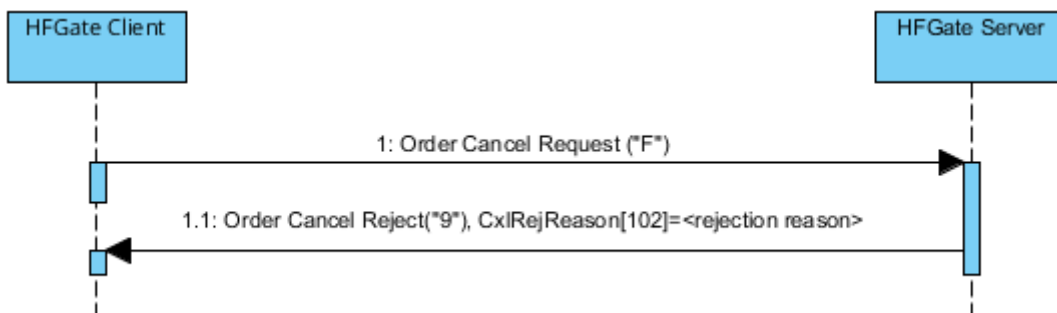 HFGate Client
HFGate Server
1: Order Cancel Request ("F")
1.1: Order Cancel Reject("9"), CxlRejReason[102]=<rejection reason>